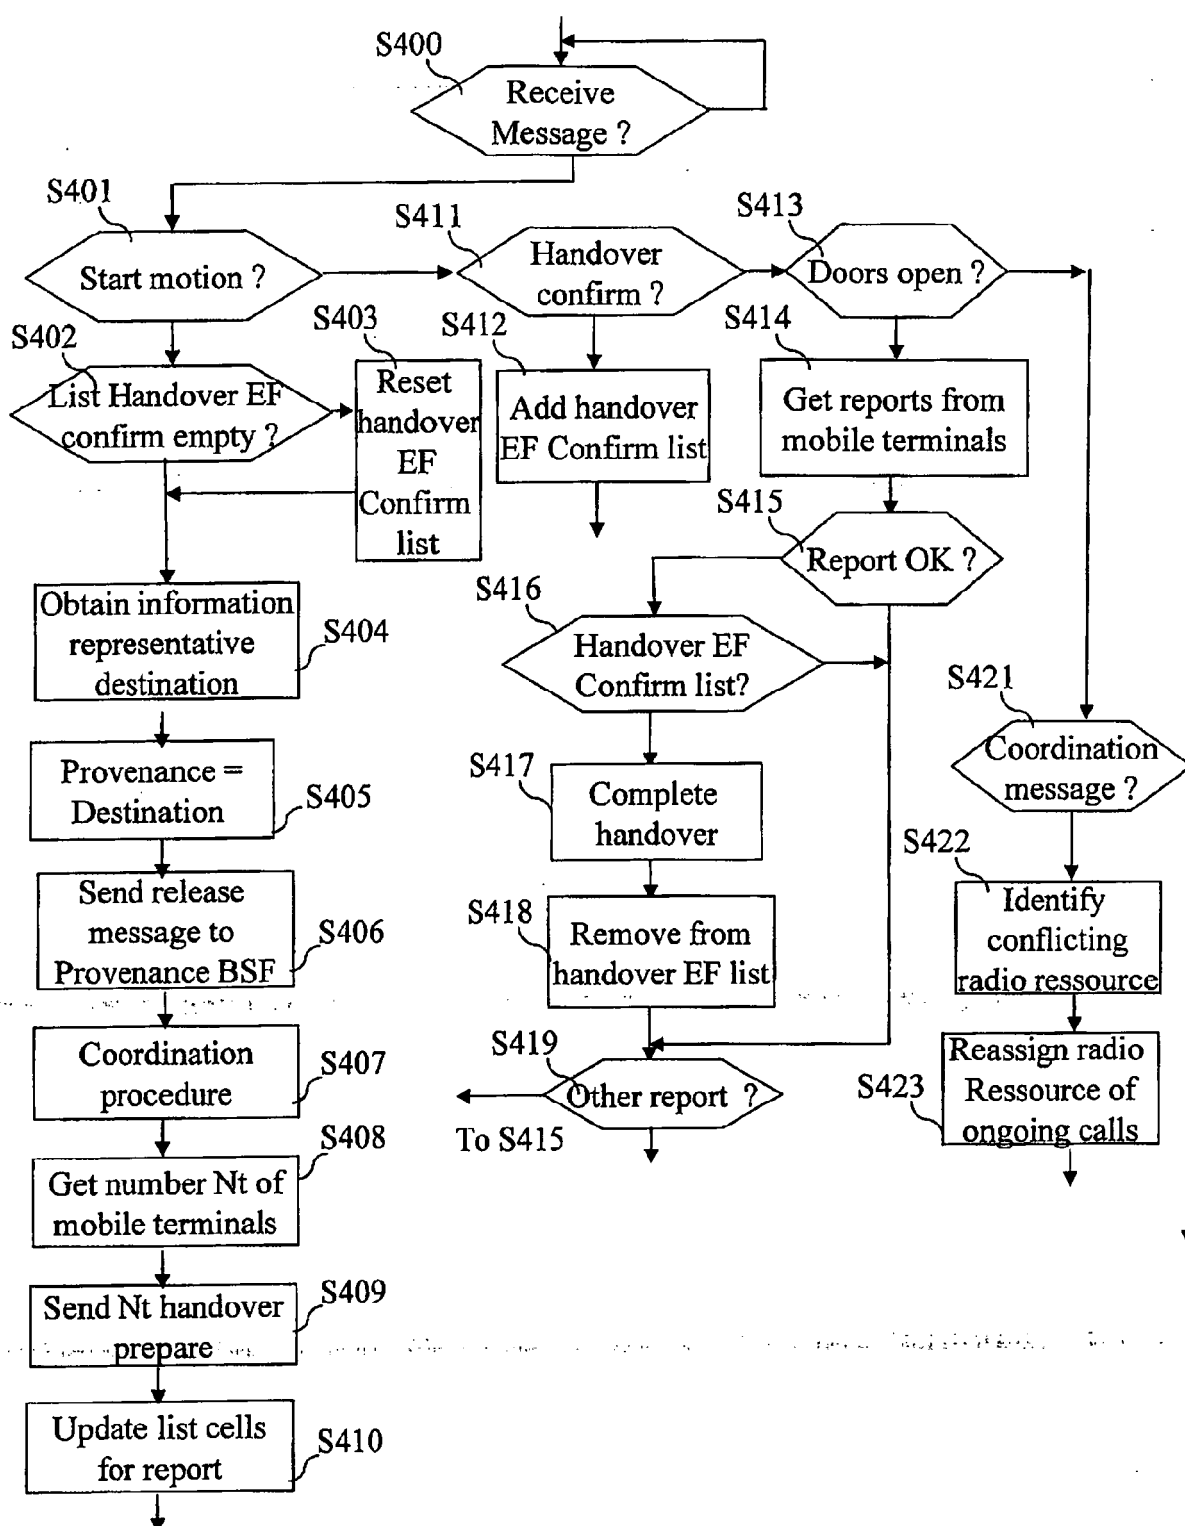 S400
Receive
Message ?
S401
Start motion ?
S402
List Handover EF
confirm empty ?
S403
Reset
handover
EF
Confirm
list
Obtain information
representative
destination
S404
Provenance =
Destination
S405
Send release
message to
Provenance BSF
S406
Coordination
procedure
S407
Get number Nt of
mobile terminals
S408
Send Nt handover
prepare
S409
Update list cells
for report
S410
S411
Handover
confirm ?
S412
Add handover
EF Confirm list
S413
Doors open ?
S414
Get reports from
mobile terminals
S415
Report OK ?
S416
Handover EF
Confirm list?
S417
Complete
handover
S418
Remove from
handover EF list
S419
Other report ?
To S415
S421
Coordination
message ?
S422
Identify
conflicting
radio ressource
S423
Reassign radio
Ressource of
ongoing calls